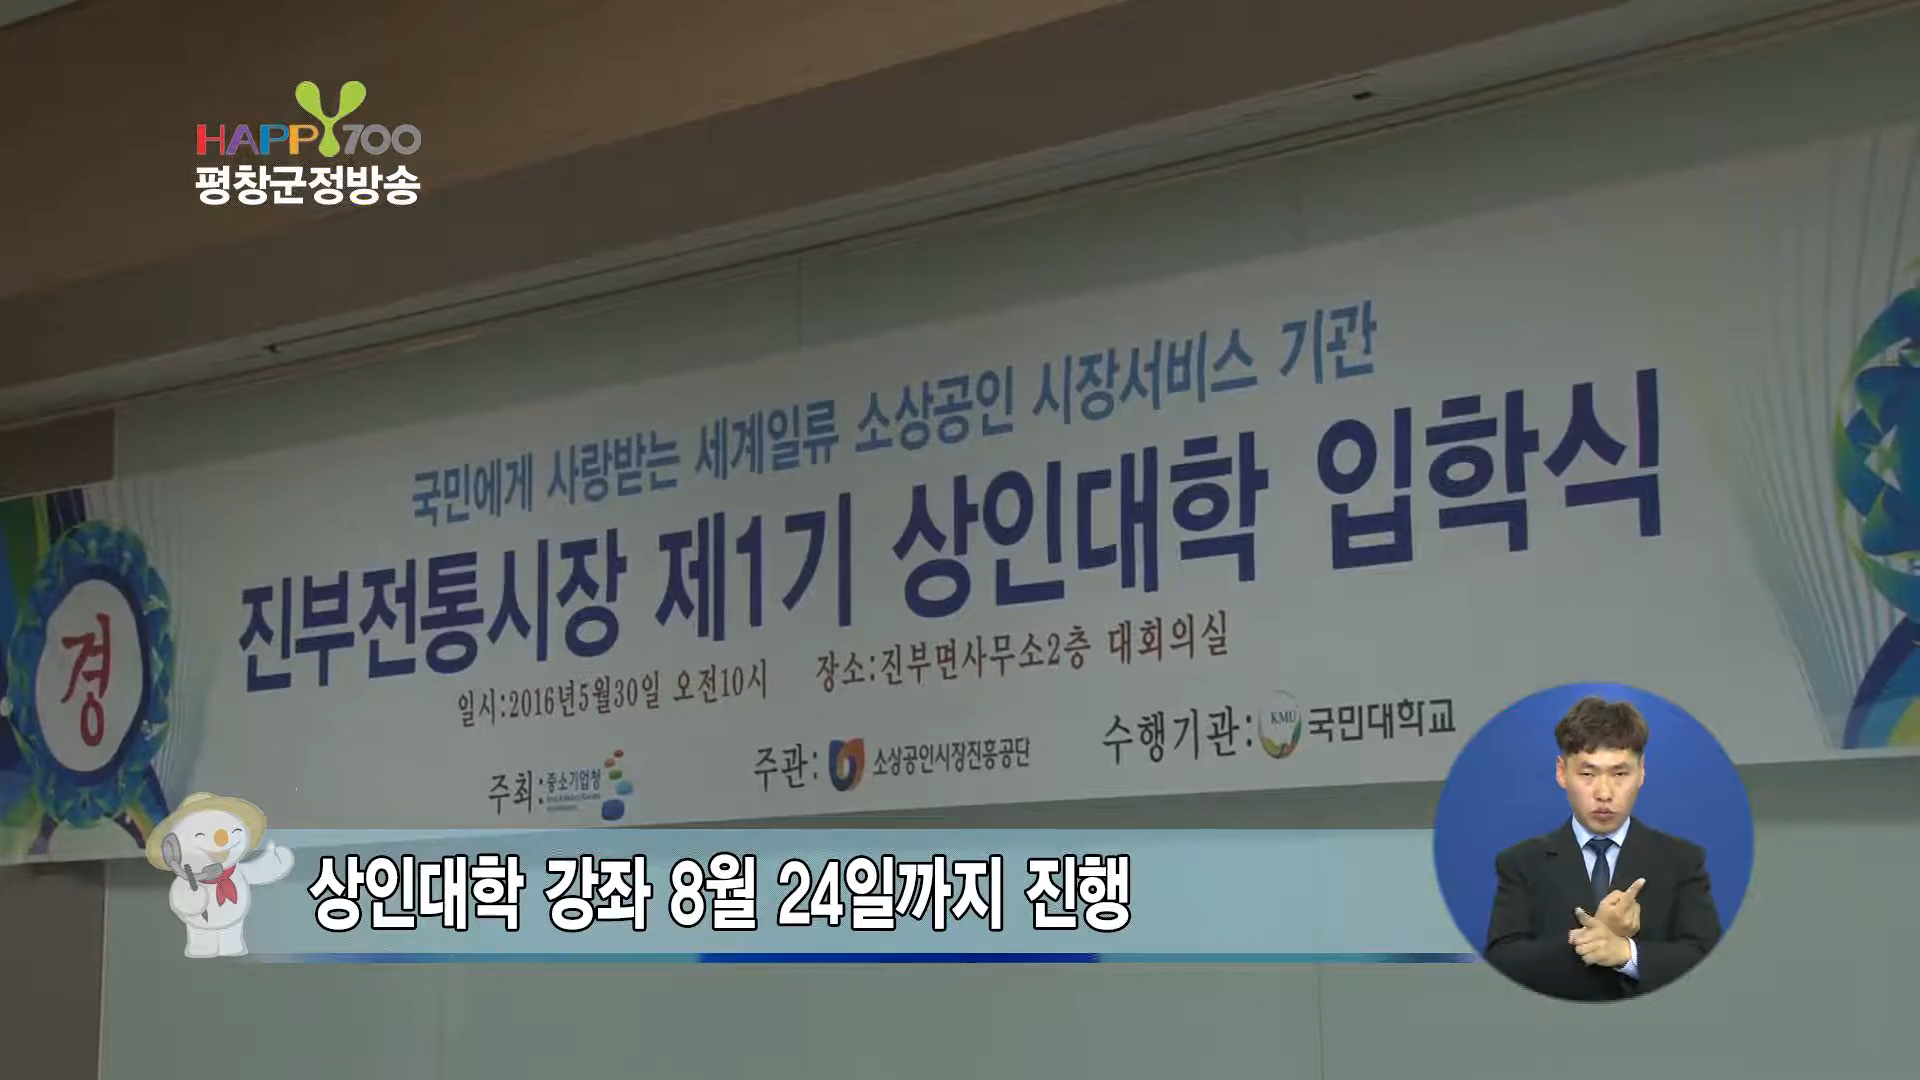 HAPPY700
평창군정방송
국민에게 사랑받는 세계일류 소상공인 시장서비스 기관
진부전통시장 제1기 상인대학 입학식
경
일시:2016년5월30일 오전10시 장소:진부면사무소2층 대회의실
주최:중소기업청 주관:소상공인시장진흥공단 수행기관:KMU 국민대학교
상인대학 강좌 8월 24일까지 진행